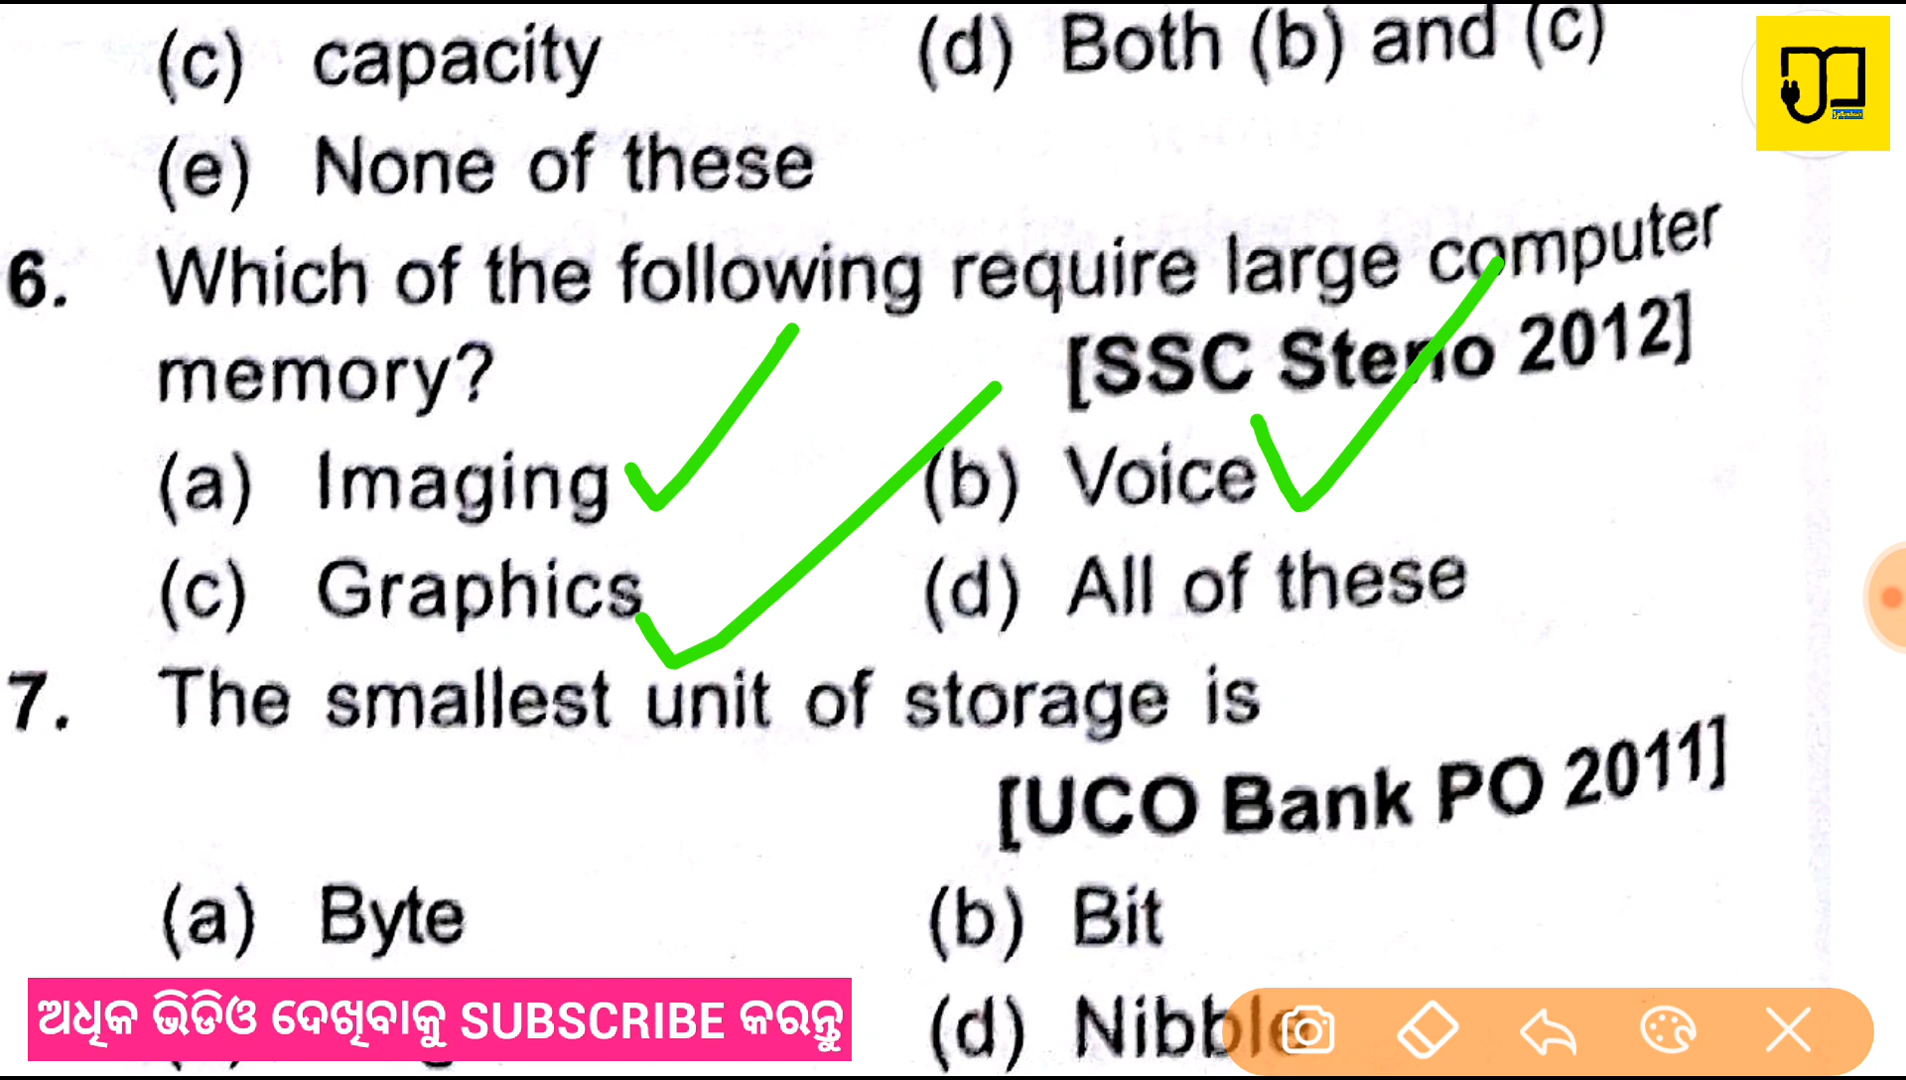 (c) capacity (d) Both (b) and (c)
(e) None of these
6. Which of the following require large computer
memory? [SSC Steno 2012]
(a) Imaging (b) Voice
(c) Graphics (d) All of these
7. The smallest unit of storage is
[UCO Bank PO 2011]
(a) Byte (b) Bit
(d) Nibble
ଅଧିକ ଭିଡିଓ ଦେଖିବାକୁ SUBSCRIBE କରନ୍ତୁ